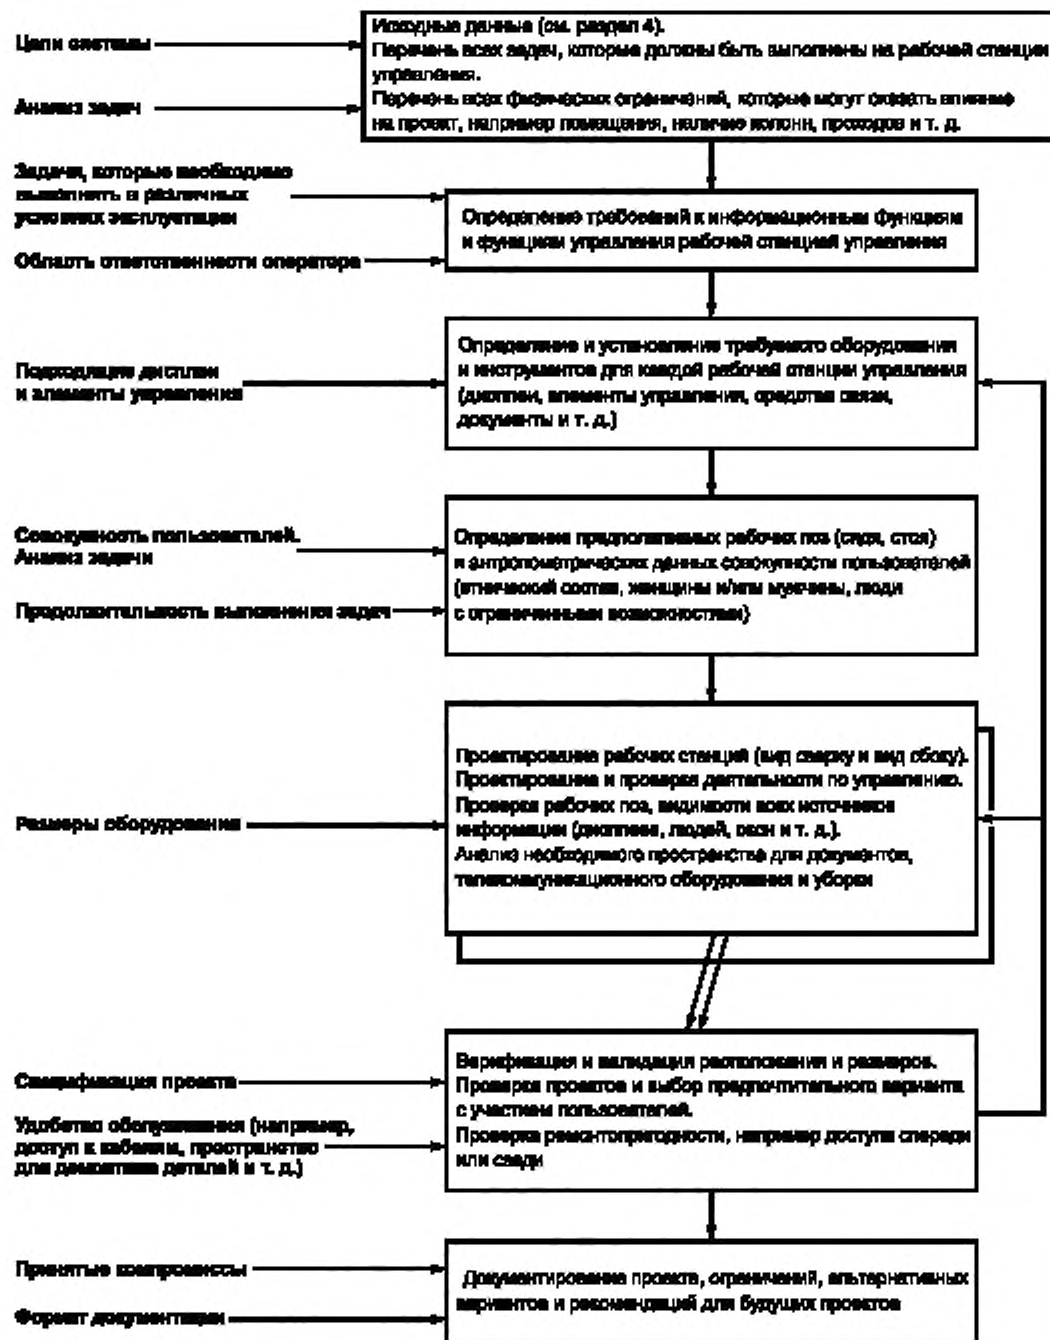 Цели системы
Исходные данные (см. раздел 4).
Перечень всех задач, которые должны быть выполнены на рабочей станции
управления.
Анализ задач
Перечень всех физических ограничений, которые могут оказать влияние
на проект, например помещения, наличие колонн, проходов и т. д.
Задачи, которые необходимо
выполнять в различных
условиях эксплуатации
Область ответственности оператора
Определение требований к информационным функциям
и функциям управления рабочей станцией управления
Подходящие дисплеи
и элементы управления
Определение и установление требуемого оборудования
и инструментов для каждой рабочей станции управления
(дисплеи, элементы управления, средства связи,
документы и т. д.)
Совокупность пользователей.
Анализ задачи
Продолжительность выполнения задач
Определение предполагаемых рабочих поз (сидя, стоя)
и антропометрических данных совокупности пользователей
(этнический состав, женщины и/или мужчины, люди
с ограниченными возможностями)
Размеры оборудования
Проектирование рабочих станций (вид сверху и вид сбоку).
Проектирование и проверка деятельности по управлению.
Проверка рабочих поз, видимости всех источников
информации (дисплеев, людей, окон и т. д.).
Анализ необходимого пространства для документов,
телекоммуникационного оборудования и уборки
Спецификация проекта
Удобство обслуживания (например,
доступ к кабелям, пространство
для демонтажа деталей и т. д.)
Верификация и валидация расположения и размеров.
Проверка проектов и выбор предпочтительного варианта
с участием пользователей.
Проверка ремонтопригодности, например доступа спереди
или сзади
Принятые компромиссы
Формат документации
Документирование проекта, ограничений, альтернативных
вариантов и рекомендаций для будущих проектов